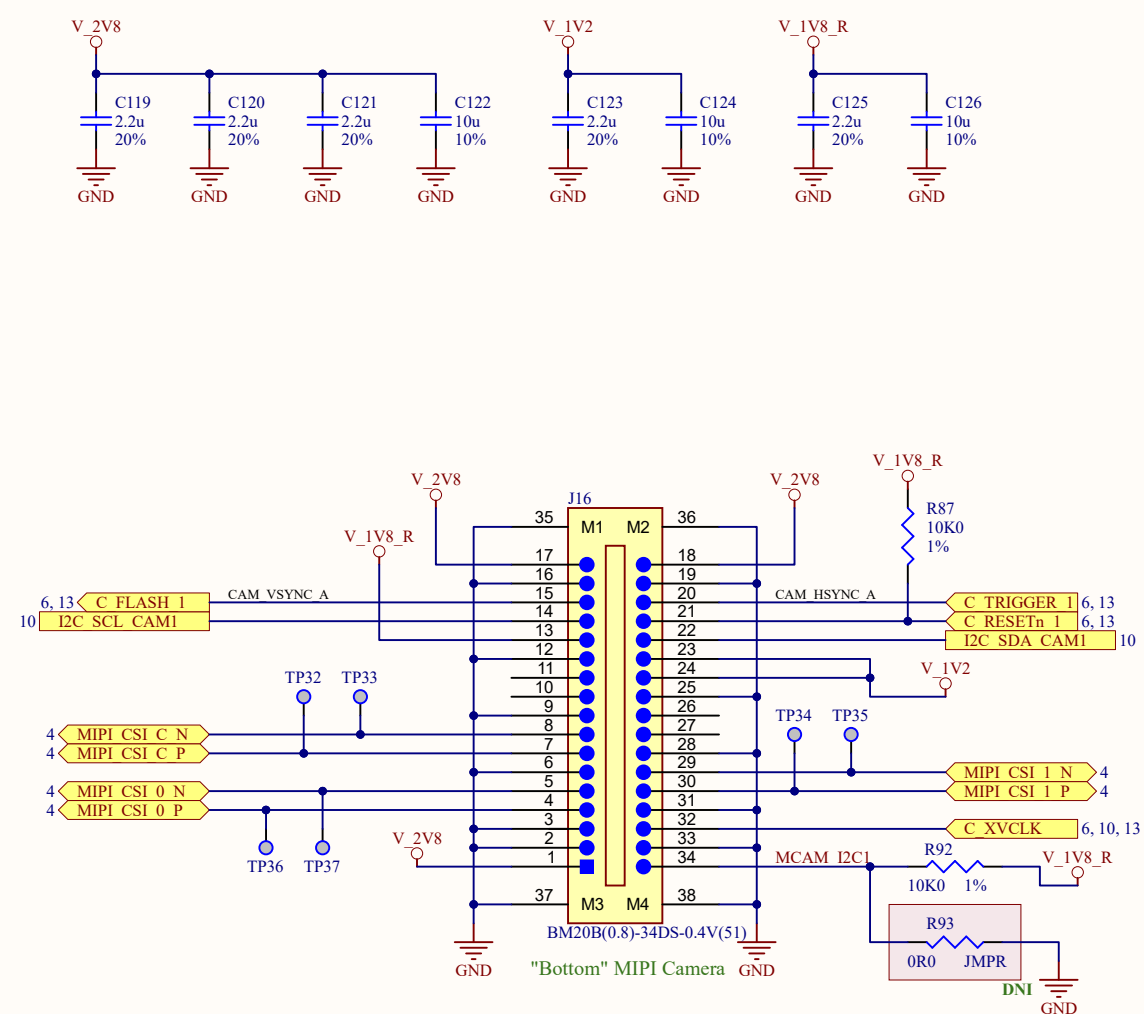 V_2V8 V_1V2 V_1V8_R
C119 C120 C121 C122 C123 C124 C125 C126
2.2u 2.2u 2.2u 10u 2.2u 10u 2.2u 10u
20% 20% 20% 10% 20% 10% 20% 10%
GND GND GND GND GND GND GND GND
V_1V8_R
V_2V8 V_2V8
J16 R87
35 M1 M2 36 10K0
V_1V8_R 1%
17 18
16 19
6, 13 C_FLASH_1 CAM_VSYNC_A 15 20 CAM_HSYNC_A C_TRIGGER_1 6, 13
10 I2C_SCL_CAM1 14 21 C_RESETn_1 6, 13
13 22 I2C_SDA_CAM1 10
12 23
11 24 V_1V2
TP32 TP33 10 25
9 26 TP34 TP35
4 MIPI_CSI_C_N 8 27
4 MIPI_CSI_C_P 7 28
6 29 MIPI_CSI_1_N 4
4 MIPI_CSI_0_N 5 30 MIPI_CSI_1_P 4
4 MIPI_CSI_0_P 4 31
3 32 C_XVCLK 6, 10, 13
V_2V8 2 33 R92
TP36 TP37 1 34 MCAM_I2C1 V_1V8_R
10K0 1%
37 M3 M4 38
R93
BM20B(0.8)-34DS-0.4V(51)
0R0 JMPR
GND "Bottom" MIPI Camera GND
DNI
GND